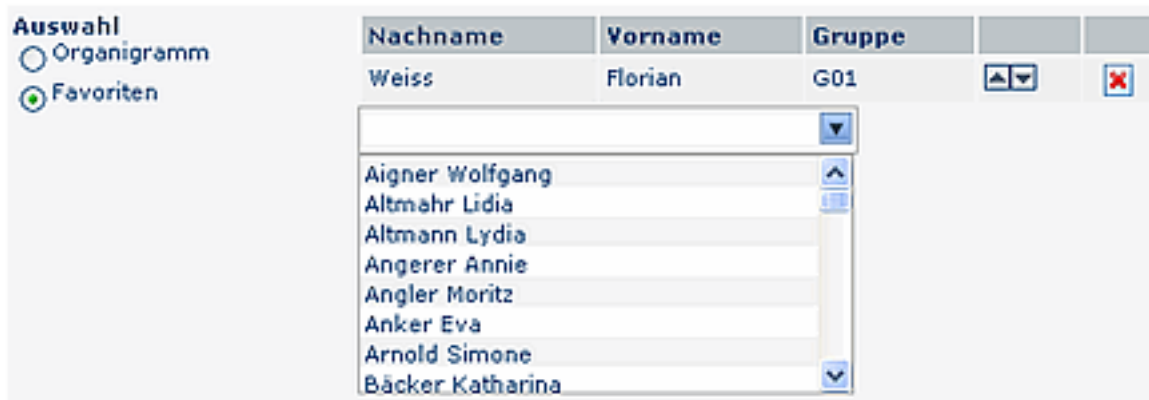 Auswahl
Organigramm
Favoriten
Nachname Vorname Gruppe
Weiss Florian G01
Aigner Wolfgang
Altmahr Lidia
Altmann Lydia
Angerer Annie
Angler Moritz
Anker Eva
Arnold Simone
Bäcker Katharina